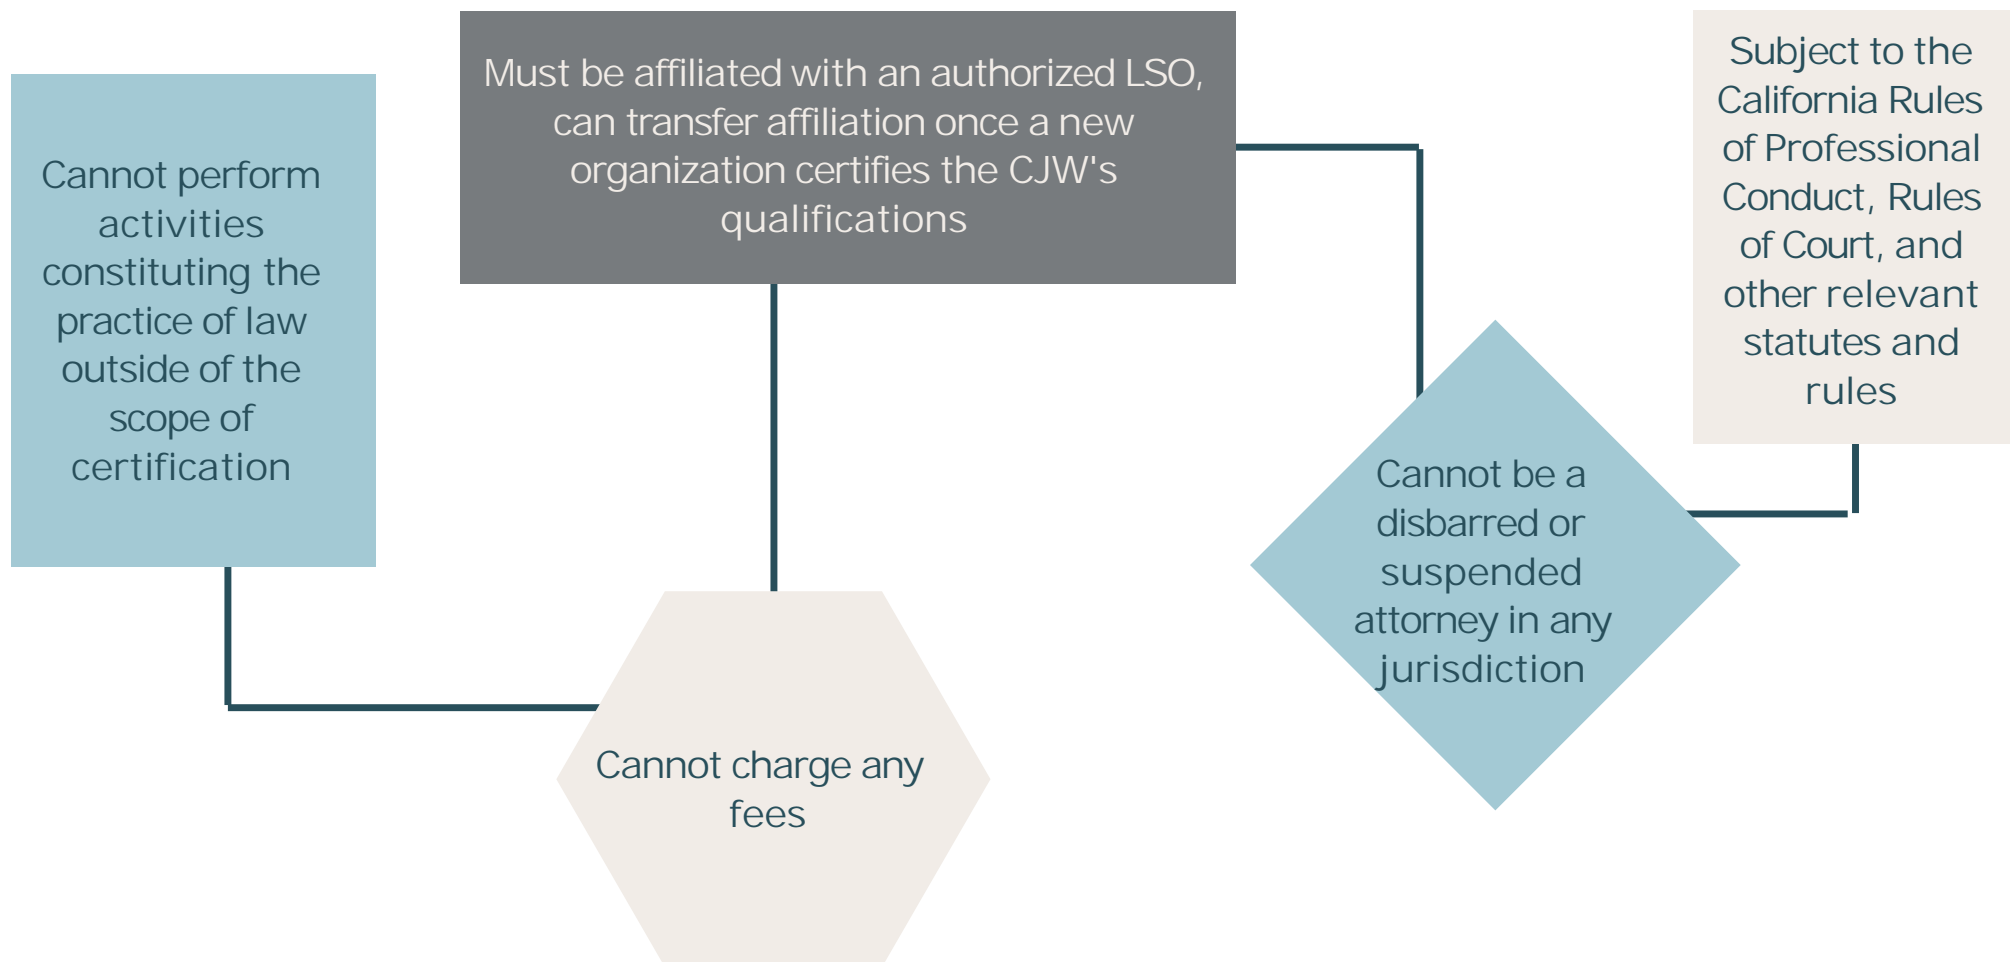 Cannot perform
activities
constituting the
practice of law
outside of the
scope of
certification
Must be affiliated with an authorized LSO,
can transfer affiliation once a new
organization certifies the CJW's
qualifications
Cannot charge any
fees
Cannot be a
disbarred or
suspended
attorney in any
jurisdiction
Subject to the
California Rules
of Professional
Conduct, Rules
of Court, and
other relevant
statutes and
rules